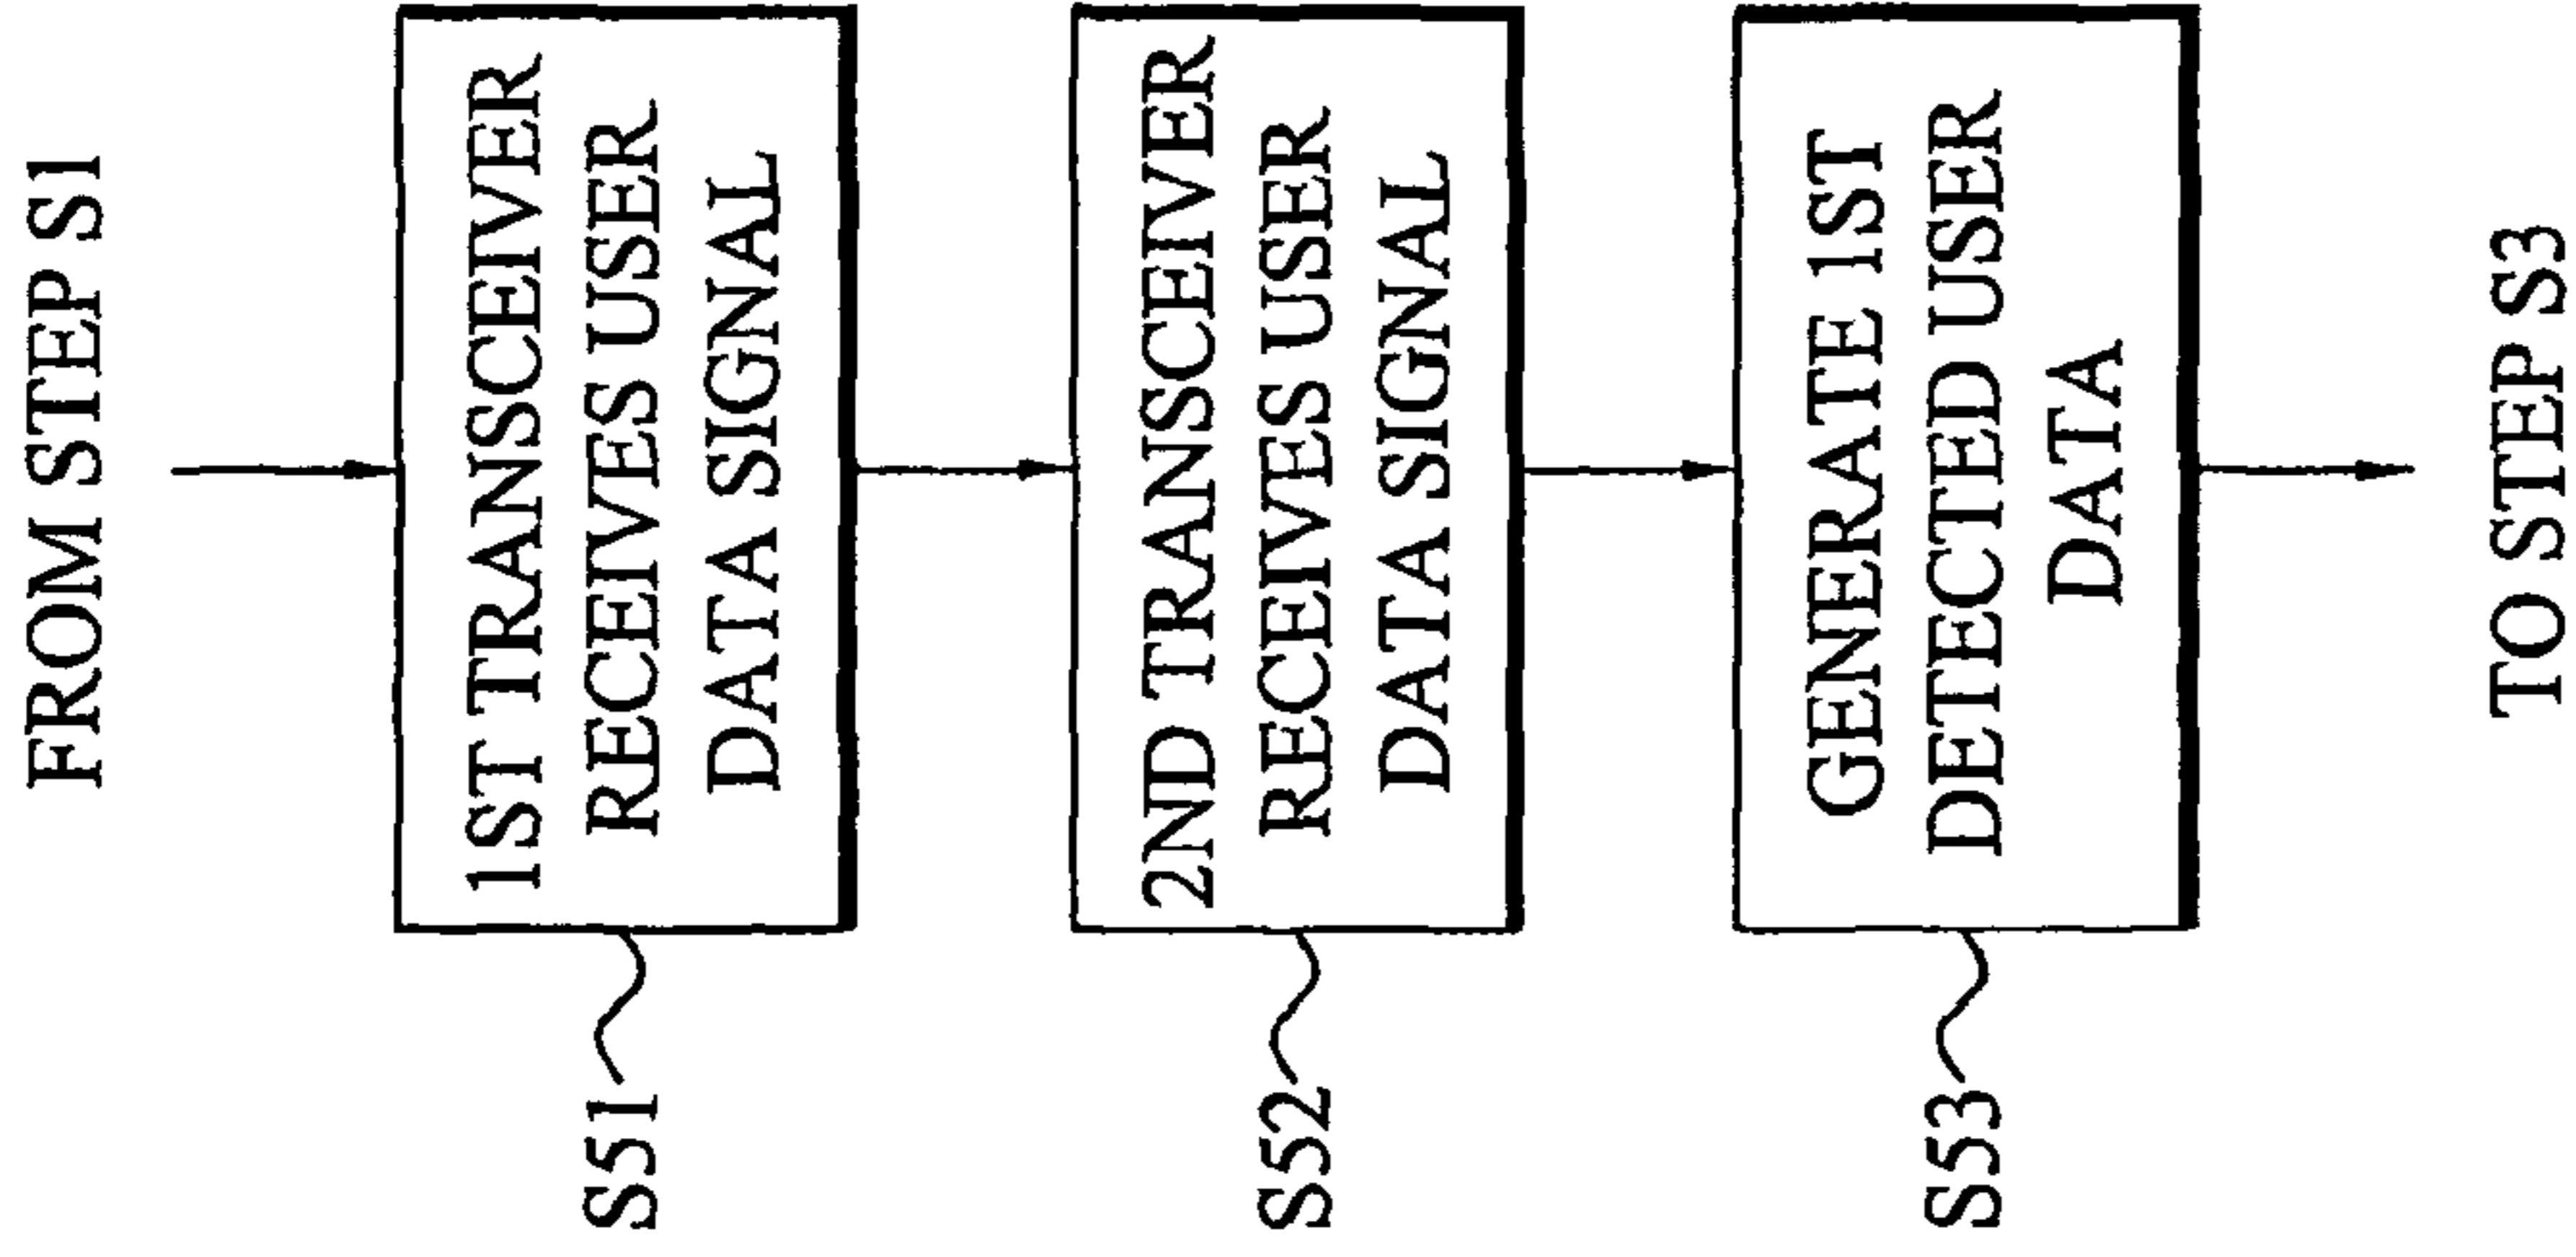 FROM STEP S1
1ST TRANSCEIVER
RECEIVES USER
DATA SIGNAL
S51
2ND TRANSCEIVER
RECEIVES USER
DATA SIGNAL
S52
GENERATE 1ST
DETECTED USER
DATA
S53
TO STEP S3